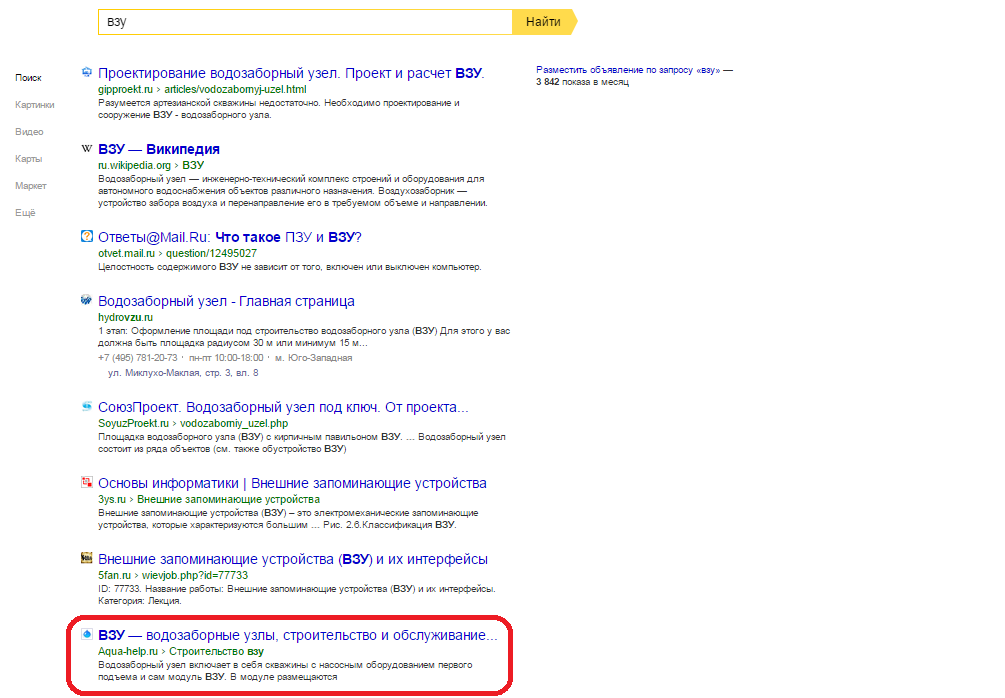 взу
Найти
Поиск
Картинки
Видео
Карты
Маркет
Ещё
Проектирование водозаборный узел. Проект и расчет ВЗУ.
gipproekt.ru › articles/vodozabornyj-uzel.html
Разумеется артезианской скважины недостаточно. Необходимо проектирование и
сооружение ВЗУ - водозаборного узла.
W ВЗУ — Википедия
ru.wikipedia.org › ВЗУ
Водозаборный узел — инженерно-технический комплекс строений и оборудования для
автономного водоснабжения объектов различного назначения. Воздухозаборник —
устройство забора воздуха и перенаправление его в требуемом объеме и направлении.
? Ответы@Mail.Ru: Что такое ПЗУ и ВЗУ?
otvet.mail.ru › question/12495027
Целостность содержимого ВЗУ не зависит от того, включен или выключен компьютер.
Водозаборный узел - Главная страница
hydrovzu.ru
1 этап: Оформление площади под строительство водозаборного узла (ВЗУ) Для этого у вас
должна быть площадка радиусом 30 м или минимум 15 м...
+7 (495) 781-20-73 · пн-пт 10:00-18:00 · м. Юго-Западная
ул. Миклухо-Маклая, стр. 3, вл. 8
СоюзПроект. Водозаборный узел под ключ. От проекта...
SoyuzProekt.ru › vodozaborniy_uzel.php
Площадка водозаборного узла (ВЗУ) с кирпичным павильоном ВЗУ. ... Водозаборный узел
состоит из ряда объектов (см. также обустройство ВЗУ)
Основы информатики | Внешние запоминающие устройства
3ys.ru › Внешние запоминающие устройства
Внешние запоминающие устройства (ВЗУ) – это электромеханические запоминающие
устройства, которые характеризуются большим ... Рис. 2.6.Классификация ВЗУ.
Внешние запоминающие устройства (ВЗУ) и их интерфейсы
5fan.ru › wievjob.php?id=77733
ID: 77733. Название работы: Внешние запоминающие устройства (ВЗУ) и их интерфейсы.
Категория: Лекция.
ВЗУ — водозаборные узлы, строительство и обслуживание...
Aqua-help.ru › Строительство взу
Водозаборный узел включает в себя скважины с насосным оборудованием первого
подъема и сам модуль ВЗУ. В модуле размещаются
Разместить объявление по запросу «взу» —
3 842 показа в месяц